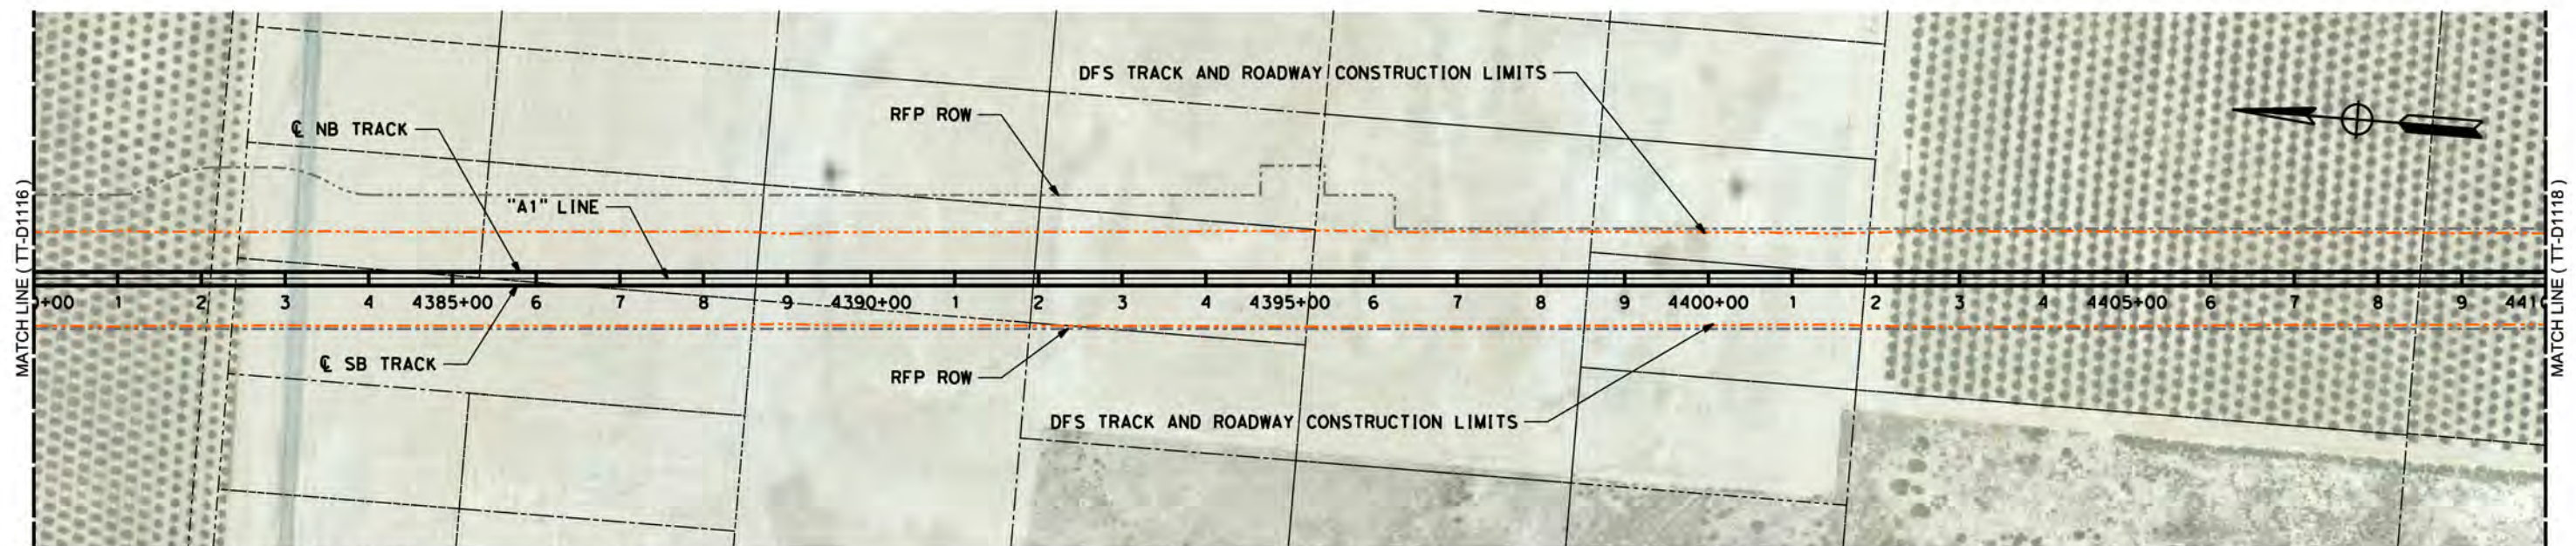 DFS TRACK AND ROADWAY CONSTRUCTION LIMITS
RFP ROW
℄ NB TRACK
"A1" LINE
MATCH LINE ( TT-D1116 )
MATCH LINE ( TT-D1118 )
0+00 1 2 3 4 4385+00 6 7 8 9 4390+00 1 2 3 4 4395+00 6 7 8 9 4400+00 1 2 3 4 4405+00 6 7 8 9 4410
℄ SB TRACK
RFP ROW
DFS TRACK AND ROADWAY CONSTRUCTION LIMITS